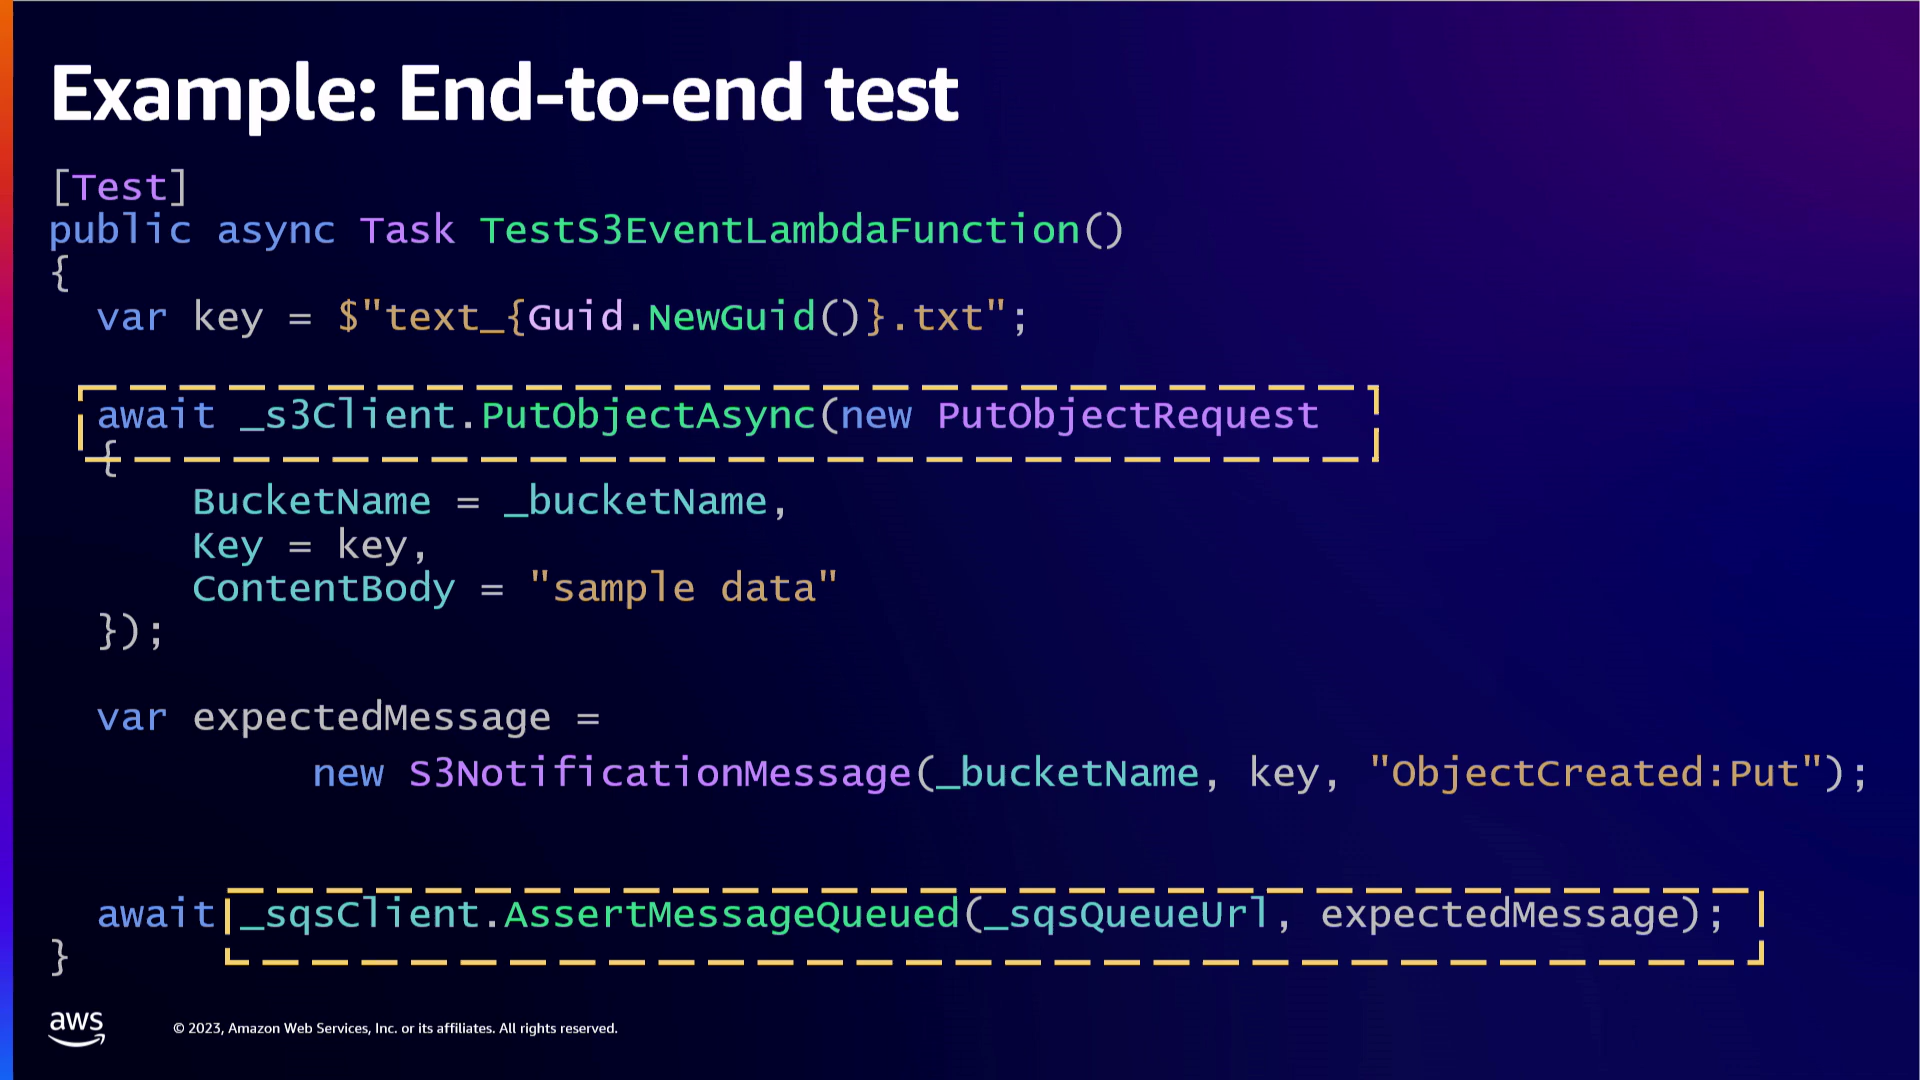 Example: End-to-end test
[Test]
public async Task TestS3EventLambdaFunction()
{
  var key = $"text_{Guid.NewGuid()}.txt";
  await _s3Client.PutObjectAsync(new PutObjectRequest
  {
      BucketName = _bucketName,
      Key = key,
      ContentBody = "sample data"
  });
  var expectedMessage =
           new S3NotificationMessage(_bucketName, key, "ObjectCreated:Put");
  await _sqsClient.AssertMessageQueued(_sqsQueueUrl, expectedMessage);
}
aws
© 2023, Amazon Web Services, Inc. or its affiliates. All rights reserved.